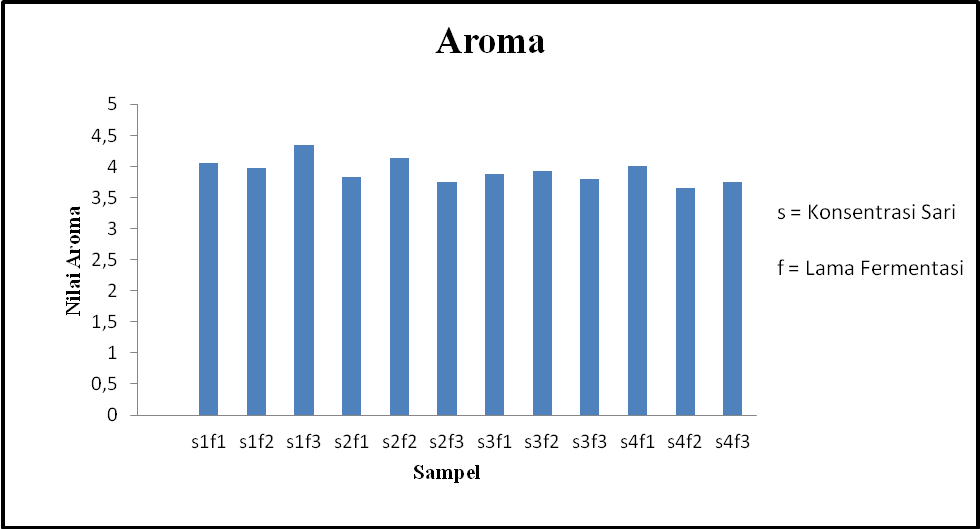 Aroma
Nilai Aroma
5
4,5
4
3,5
3
2,5
2
1,5
1
0,5
0
s1f1 s1f2 s1f3 s2f1 s2f2 s2f3 s3f1 s3f2 s3f3 s4f1 s4f2 s4f3
Sampel
s = Konsentrasi Sari
f = Lama Fermentasi